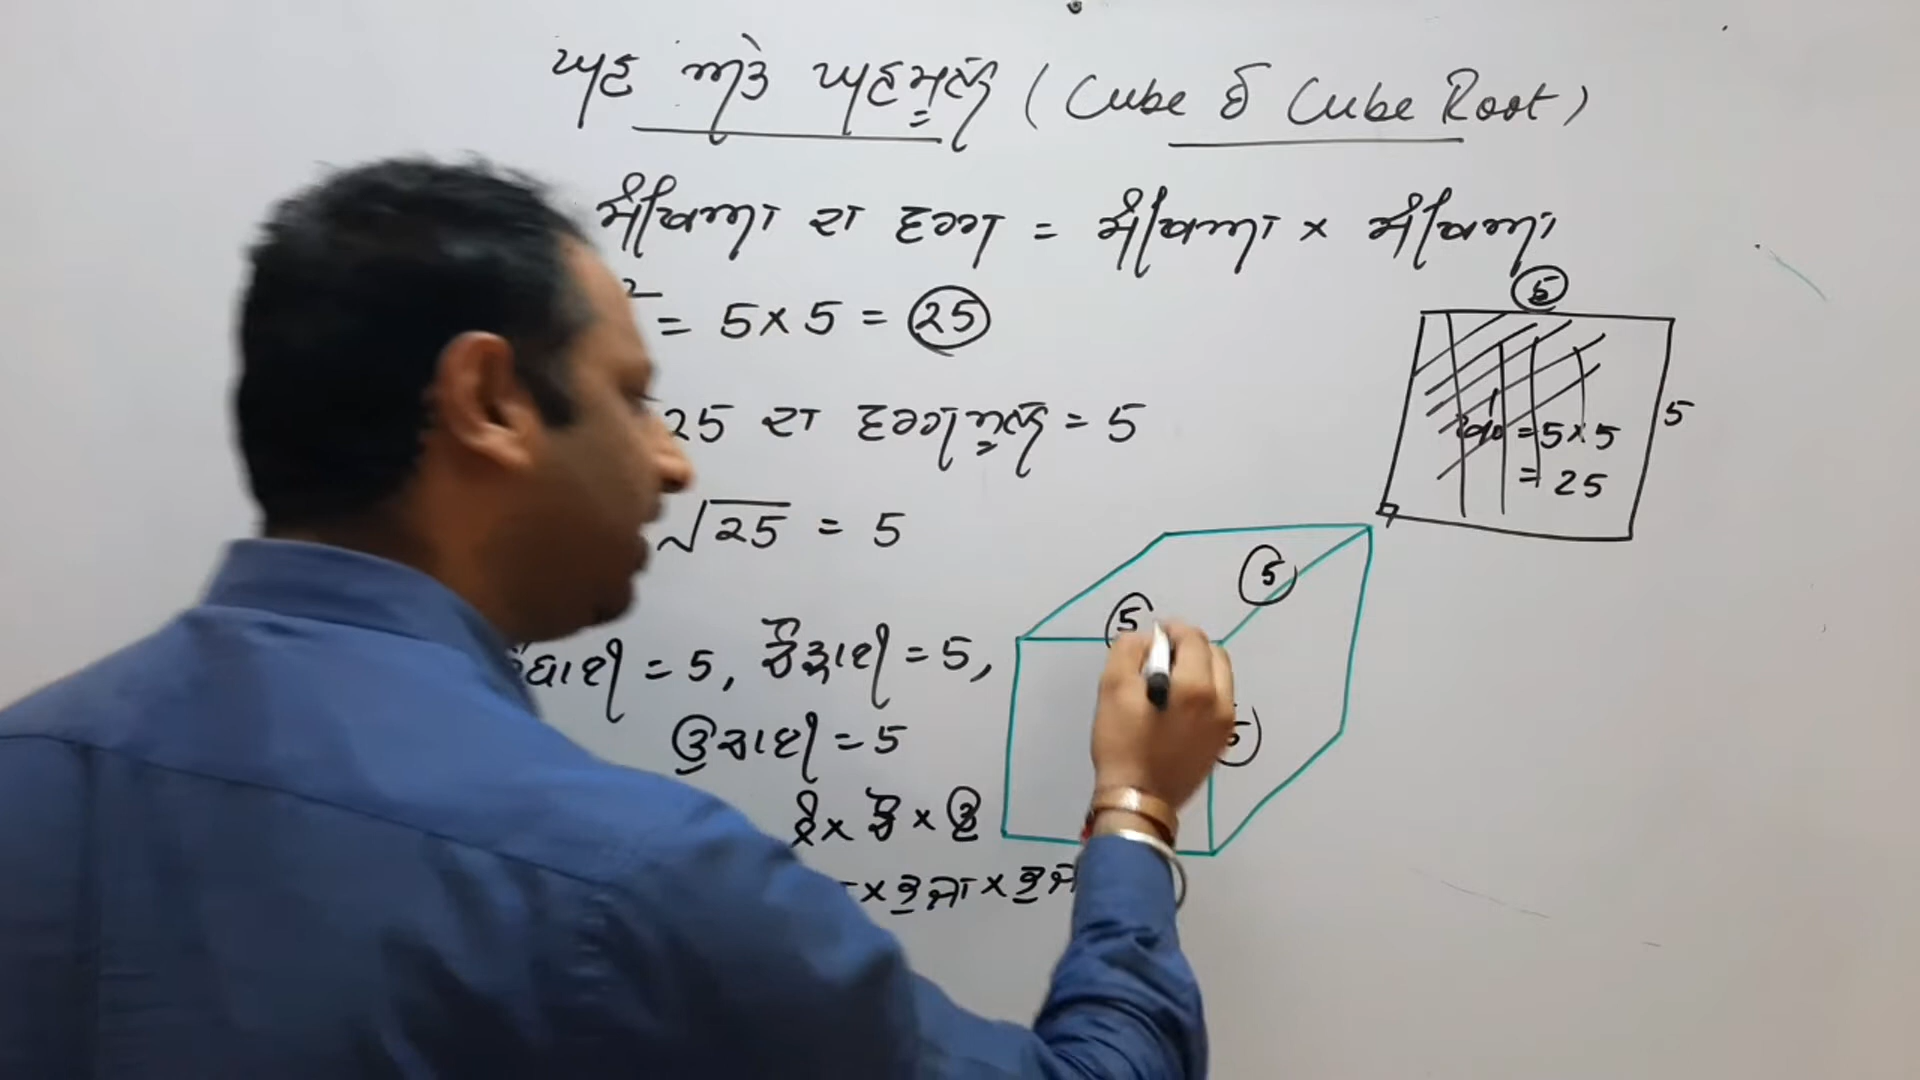 ਘਣ ਅਤੇ ਘਣਮੂਲ (Cube & Cube Root)
ਸੰਖਿਆ ਦਾ ਵਰਗ = ਸੰਖਿਆ × ਸੰਖਿਆ
2 = 5×5 = 25
25 ਦਾ ਵਰਗਮੂਲ = 5
√25 = 5
ਲੰਬਾਈ = 5, ਚੌੜਾਈ = 5,
ਉਚਾਈ = 5
ਲੰ × ਚੌ × ਉ
× ਭੁਜਾ × ਭੁਜਾ
5
5
= 5×5
= 25
5
5
5